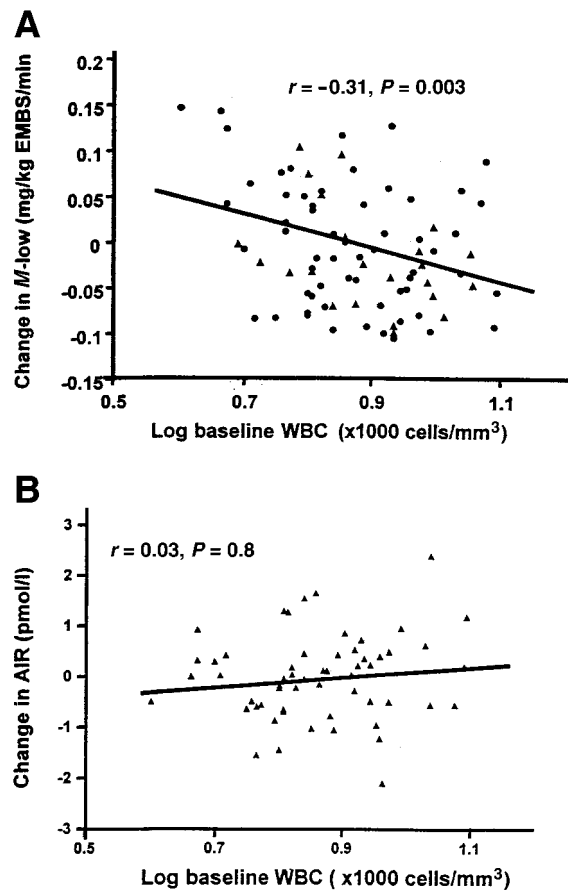 A
r = −0.31, P = 0.003
Change in M-low (mg/kg EMBS/min
0.2
0.15
0.1
0.05
0
-0.05
-0.1
-0.15
0.5 0.7 0.9 1.1
Log baseline WBC (x1000 cells/mm³)
B
r = 0.03, P = 0.8
Change in AIR (pmol/l)
3
2
1
0
-1
-2
-3
0.5 0.7 0.9 1.1
Log baseline WBC ( x1000 cells/mm³)